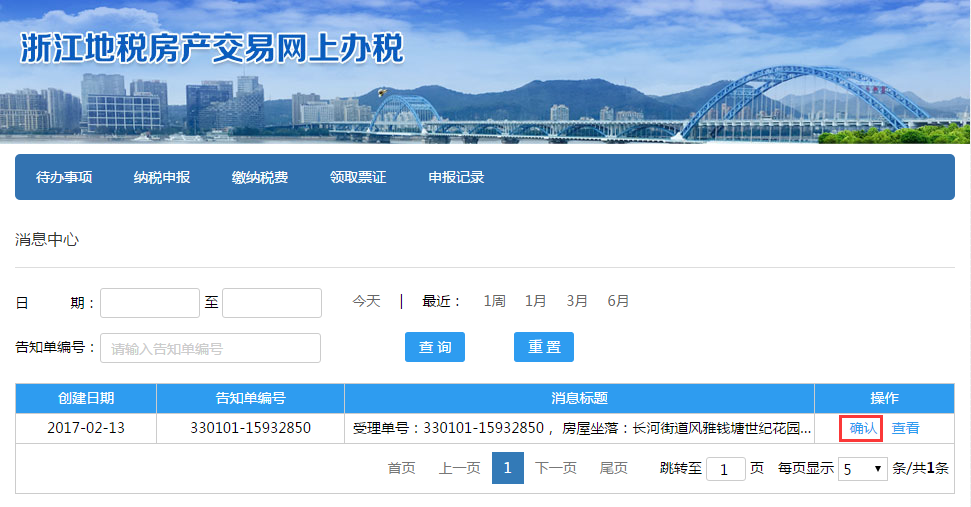 浙江地税房产交易网上办税
待办事项 纳税申报 缴纳税费 领取票证 申报记录
消息中心
日 期： 至 今天 | 最近： 1周 1月 3月 6月
告知单编号： 请输入告知单编号 查 询 重 置
创建日期 告知单编号 消息标题 操作
2017-02-13 330101-15932850 受理单号：330101-15932850 ，房屋坐落：长河街道风雅钱塘世纪花园... 确认 查看
首页 上一页 1 下一页 尾页 跳转至 1 页 每页显示 5 条/共1条